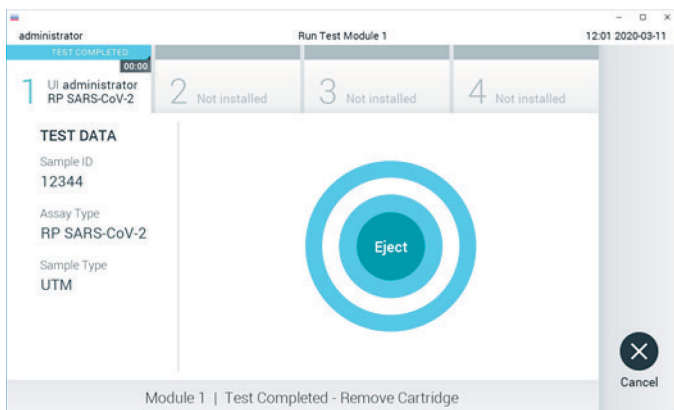 administrator Run Test Module 1 12:01 2020-03-11
TEST COMPLETED
00:00
1 UI administrator
RP SARS-CoV-2
2 Not installed
3 Not installed
4 Not installed
TEST DATA
Sample ID
12344
Assay Type
RP SARS-CoV-2
Sample Type
UTM
Eject
Cancel
Module 1 | Test Completed - Remove Cartridge